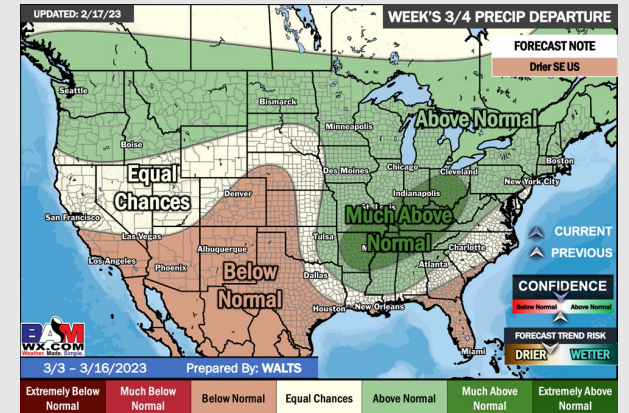 UPDATED: 2/17/23
WEEK'S 3/4 PRECIP DEPARTURE
FORECAST NOTE
Drier SE US
Seattle
Bismarck
Minneapolis
Above Normal
Boise
Equal
Chances
Des Moines
Chicago
Cleveland
Boston
New York City
Denver
Indianapolis
St. Louis
Much Above
Normal
San Francisco
Las Vegas
Los Angeles
Phoenix
Albuquerque
Tulsa
Charlotte
Atlanta
Below
Normal
Dallas
Houston
New Orleans
Miami
CURRENT
PREVIOUS
CONFIDENCE
Below Normal
Above Normal
FORECAST TREND RISK
DRIER
WETTER
BAM
WX.COM
Weather. Made. Simple.
3/3 – 3/16/2023
Prepared By: WALTS
Extremely Below
Normal
Much Below
Normal
Below Normal
Equal Chances
Above Normal
Much Above
Normal
Extremely Above
Normal